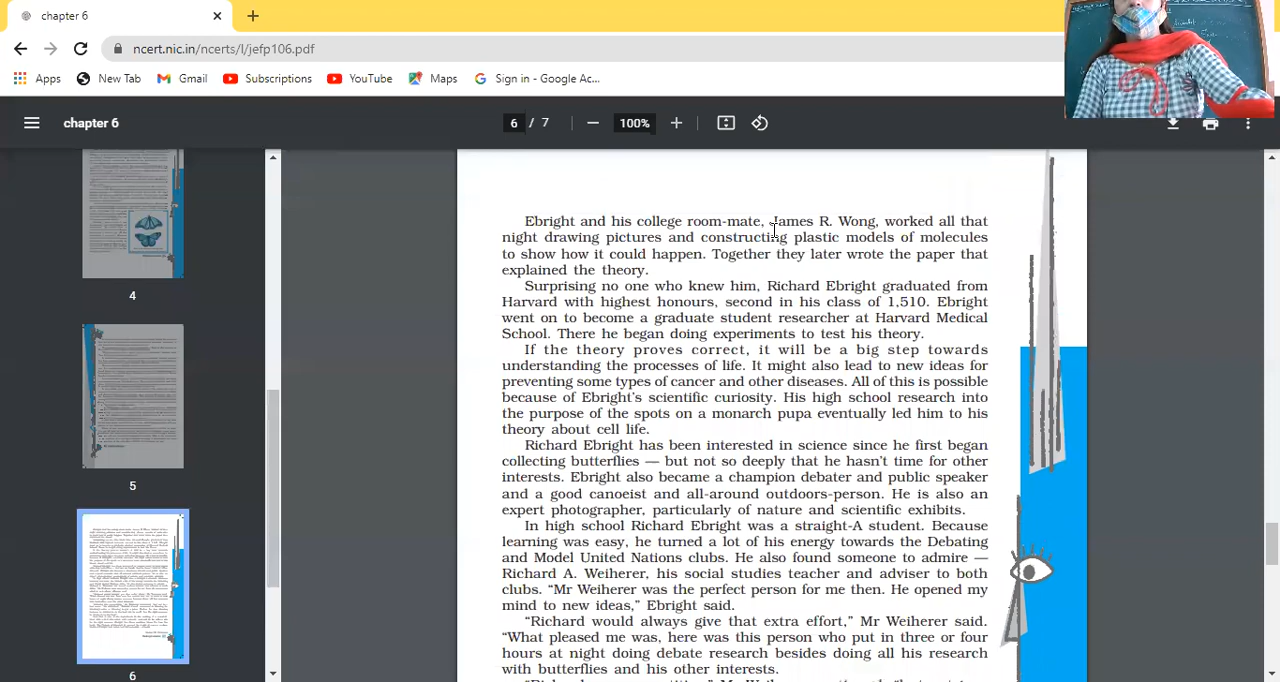 chapter 6
ncert.nic.in/ncerts/l/jefp106.pdf
Apps New Tab Gmail Subscriptions YouTube Maps Sign in - Google Ac...
chapter 6 6 / 7 100%
4
5
6
Ebright and his college room-mate, James R. Wong, worked all that
night drawing pictures and constructing plastic models of molecules
to show how it could happen. Together they later wrote the paper that
explained the theory.
Surprising no one who knew him, Richard Ebright graduated from
Harvard with highest honours, second in his class of 1,510. Ebright
went on to become a graduate student researcher at Harvard Medical
School. There he began doing experiments to test his theory.
If the theory proves correct, it will be a big step towards
understanding the processes of life. It might also lead to new ideas for
preventing some types of cancer and other diseases. All of this is possible
because of Ebright's scientific curiosity. His high school research into
the purpose of the spots on a monarch pupa eventually led him to his
theory about cell life.
Richard Ebright has been interested in science since he first began
collecting butterflies — but not so deeply that he hasn't time for other
interests. Ebright also became a champion debater and public speaker
and a good canoeist and all-around outdoors-person. He is also an
expert photographer, particularly of nature and scientific exhibits.
In high school Richard Ebright was a straight-A student. Because
learning was easy, he turned a lot of his energy towards the Debating
and Model United Nations clubs. He also found someone to admire —
Richard A. Weiherer, his social studies teacher and adviser to both
clubs. "Mr Weiherer was the perfect person for me then. He opened my
mind to new ideas," Ebright said.
"Richard would always give that extra effort," Mr Weiherer said.
"What pleased me was, here was this person who put in three or four
hours at night doing debate research besides doing all his research
with butterflies and his other interests.